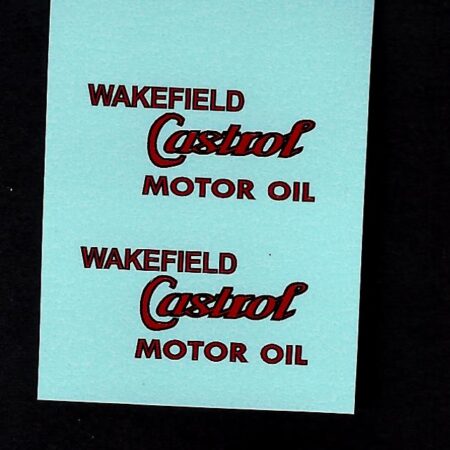 WAKEFIELD
Castrol
MOTOR OIL
WAKEFIELD
Castrol
MOTOR OIL